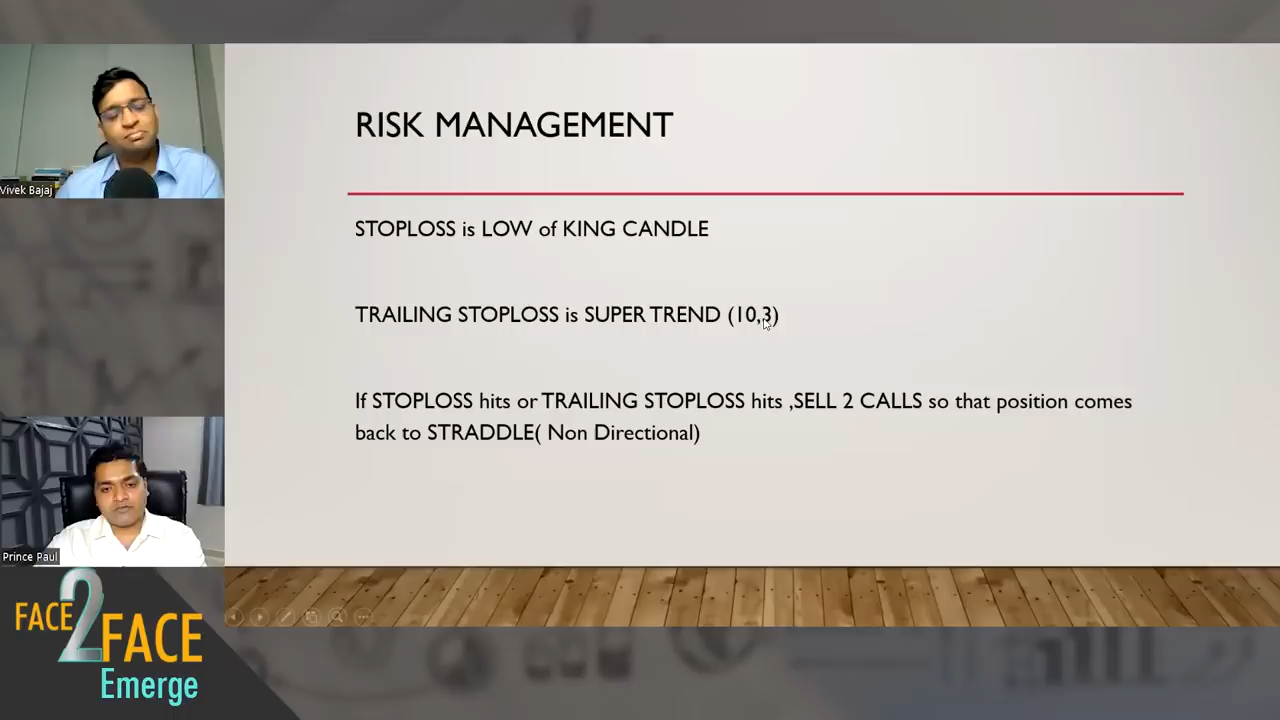 Vivek Bajaj
RISK MANAGEMENT
STOPLOSS is LOW of KING CANDLE
TRAILING STOPLOSS is SUPER TREND (10,3)
If STOPLOSS hits or TRAILING STOPLOSS hits ,SELL 2 CALLS so that position comes
back to STRADDLE( Non Directional)
Prince Paul
FACE 2 FACE
Emerge